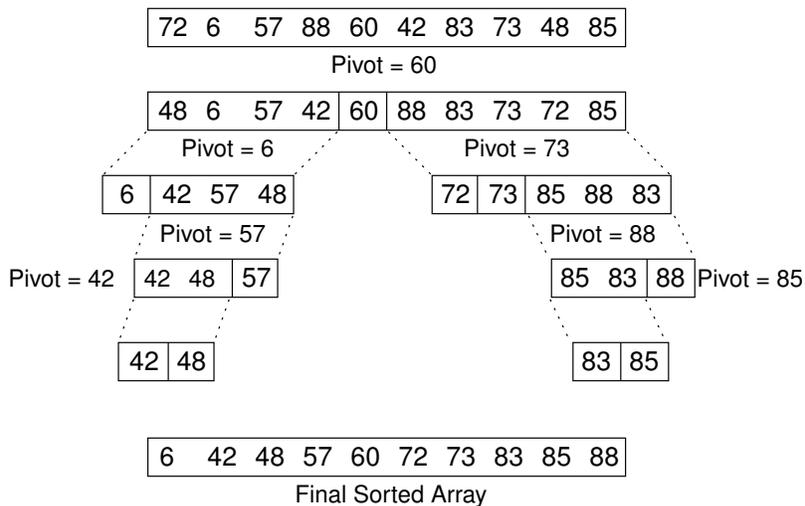 72 6 57 88 60 42 83 73 48 85
Pivot = 60
48 6 57 42 60 88 83 73 72 85
Pivot = 6 Pivot = 73
6 42 57 48 72 73 85 88 83
Pivot = 57 Pivot = 88
Pivot = 42 42 48 57 85 83 88 Pivot = 85
42 48 83 85
6 42 48 57 60 72 73 83 85 88
Final Sorted Array